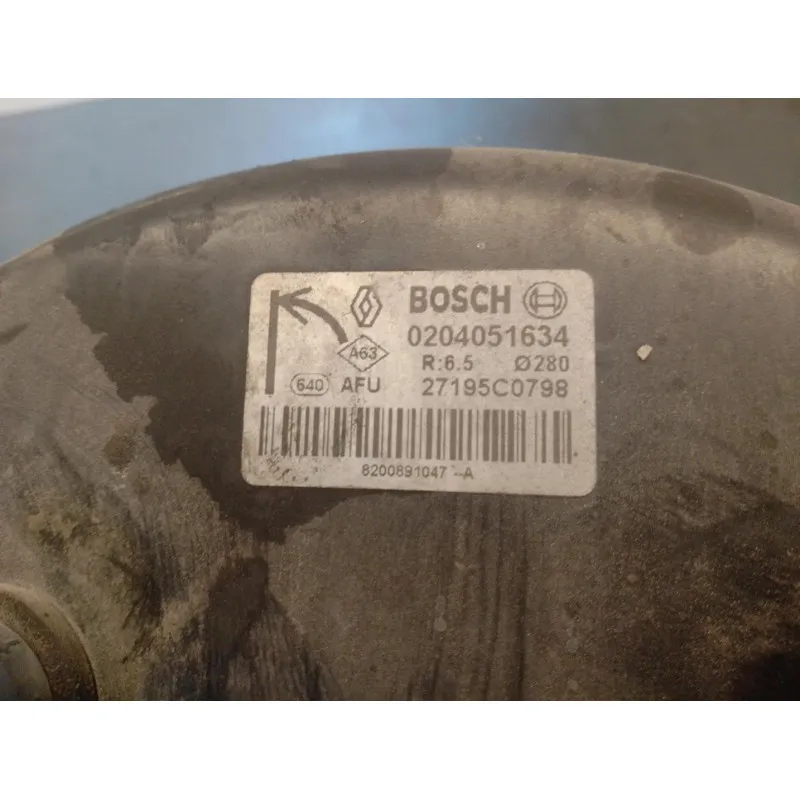 BOSCH
0204051634
A63
R:6.5 Ø280
640 AFU 27195C0798
8200891047 -A